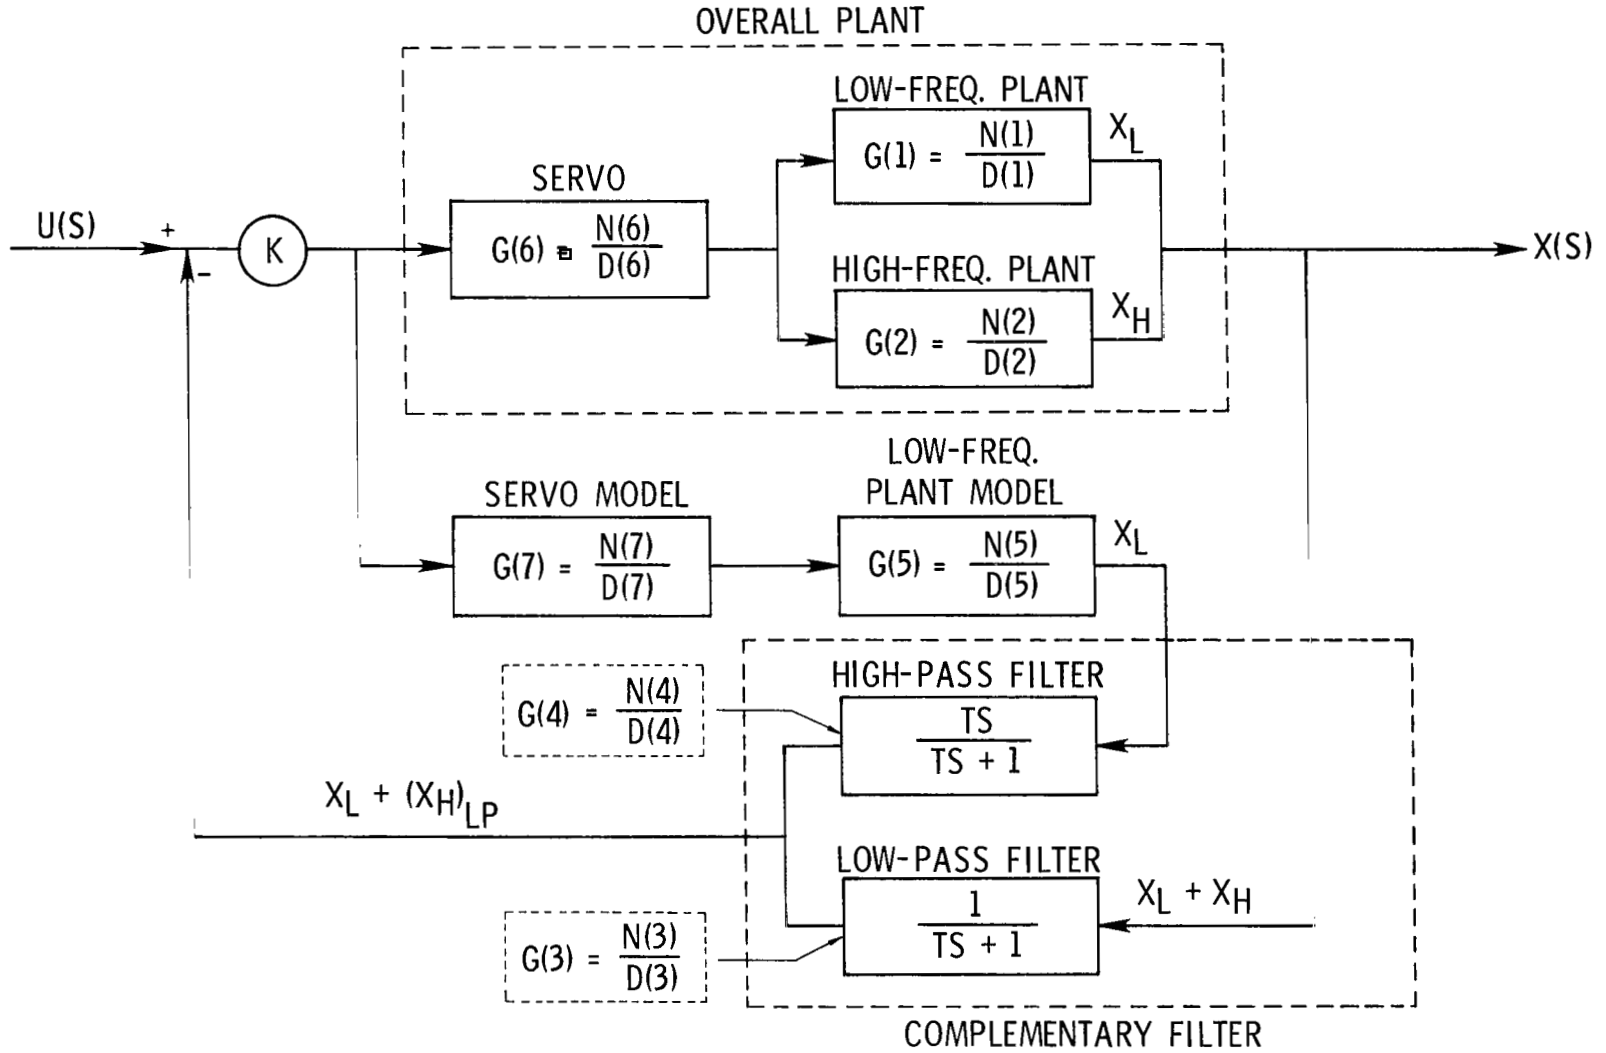 OVERALL PLANT
LOW-FREQ. PLANT
G(1) = N(1)
D(1)
X_L
SERVO
U(S)
+
-
K
G(6) = N(6)
D(6)
HIGH-FREQ. PLANT
G(2) = N(2)
D(2)
X_H
X(S)
LOW-FREQ.
SERVO MODEL
PLANT MODEL
G(7) = N(7)
D(7)
G(5) = N(5)
D(5)
X_L
HIGH-PASS FILTER
G(4) = N(4)
D(4)
TS
TS + 1
X_L + (X_H)_LP
LOW-PASS FILTER
1
TS + 1
X_L + X_H
G(3) = N(3)
D(3)
COMPLEMENTARY FILTER